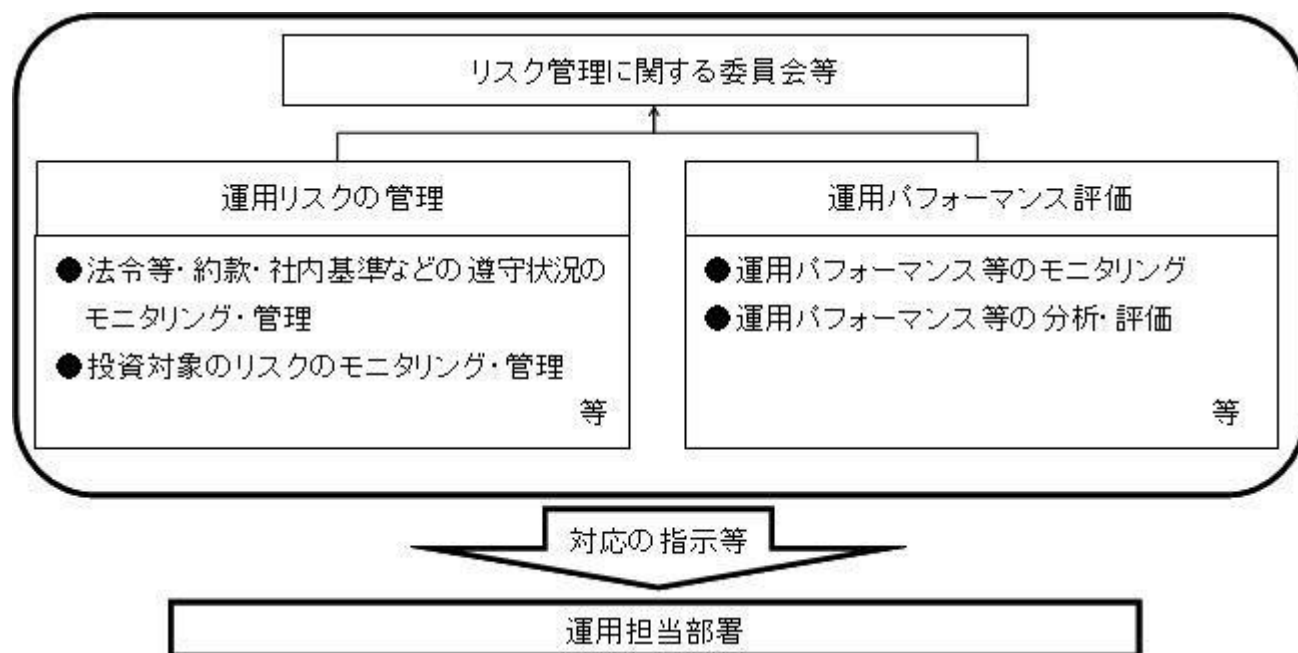 リスク管理に関する委員会等
運用リスクの管理
●法令等・約款・社内基準などの遵守状況の
モニタリング・管理
●投資対象のリスクのモニタリング・管理
等
運用パフォーマンス評価
●運用パフォーマンス等のモニタリング
●運用パフォーマンス等の分析・評価
等
対応の指示等
運用担当部署